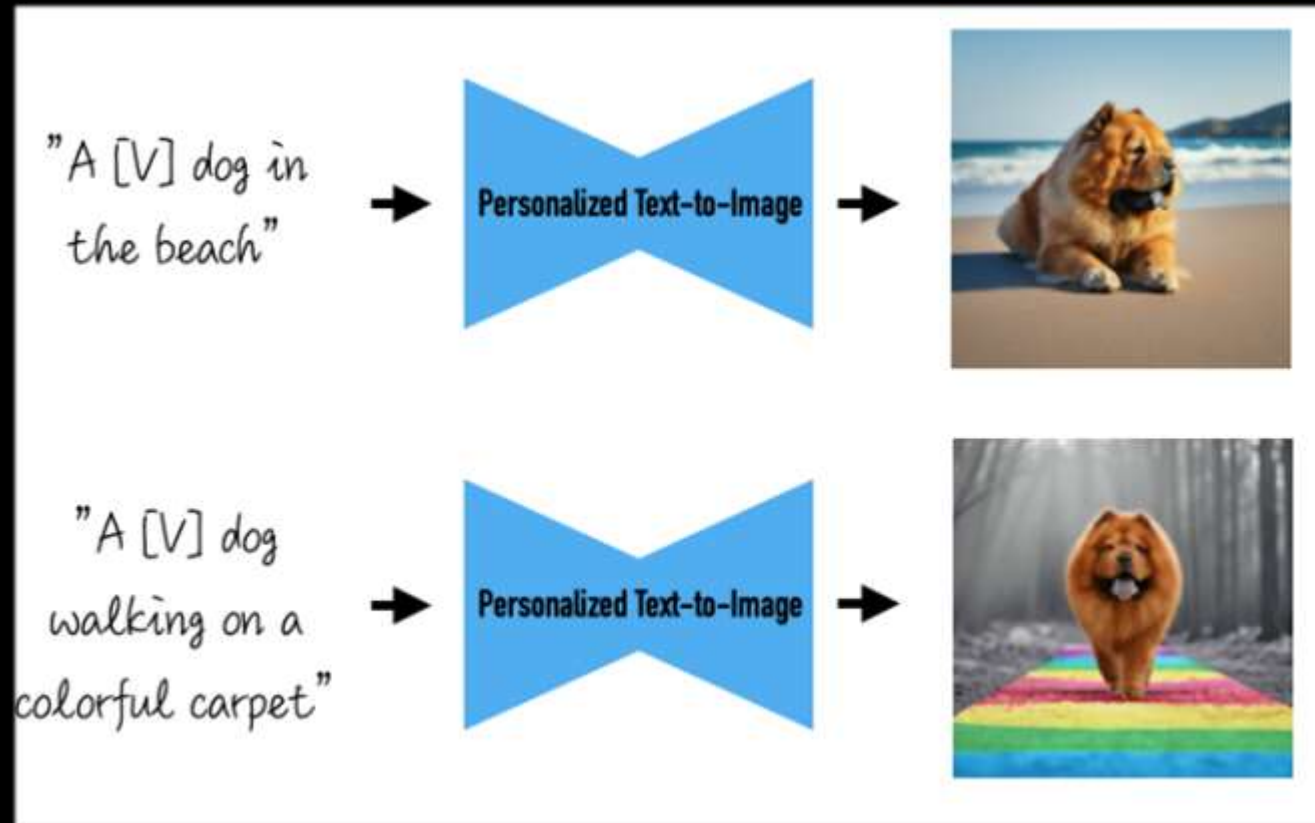 ”A [V] dog in
the beach”
Personalized Text-to-Image
”A [V] dog
walking on a
colorful carpet”
Personalized Text-to-Image